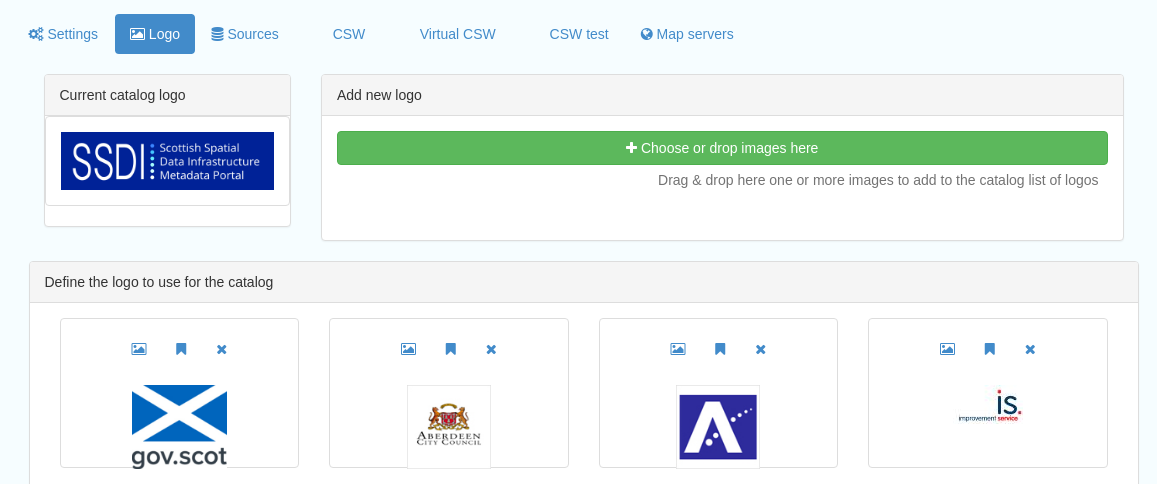 Settings
Logo
Sources
CSW
Virtual CSW
CSW test
Map servers
Current catalog logo
SSDI
Scottish Spatial
Data Infrastructure
Metadata Portal
Add new logo
Choose or drop images here
Drag & drop here one or more images to add to the catalog list of logos
Define the logo to use for the catalog
gov.scot
ABERDEEN
CITY COUNCIL
A
is.
improvement service.